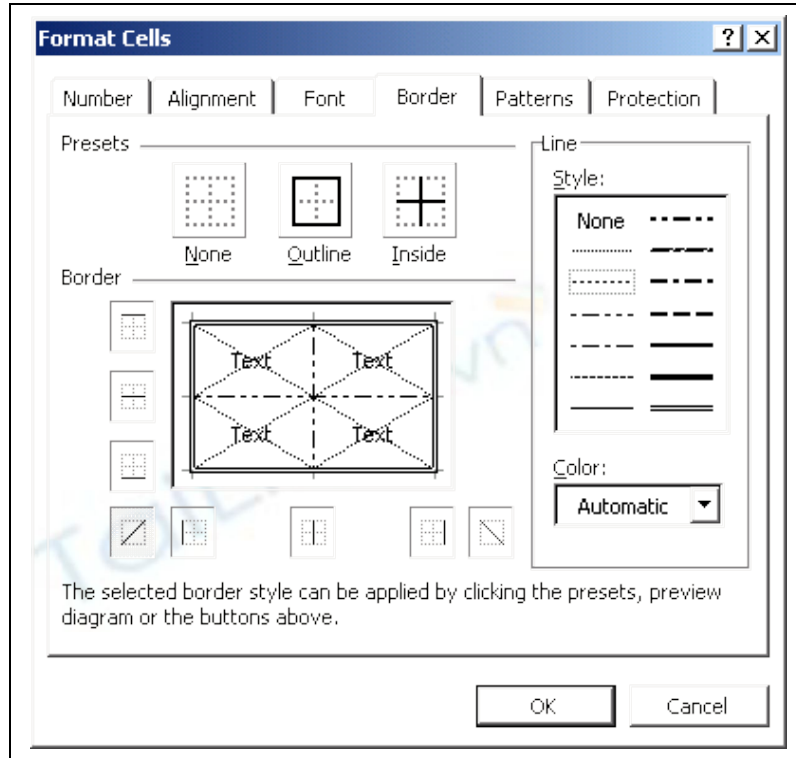 Format Cells
Number Alignment Font Border Patterns Protection
Presets
None Outline Inside
Border
Text Text
Text Text
Line
Style:
None
Color:
Automatic
The selected border style can be applied by clicking the presets, preview
diagram or the buttons above.
OK Cancel